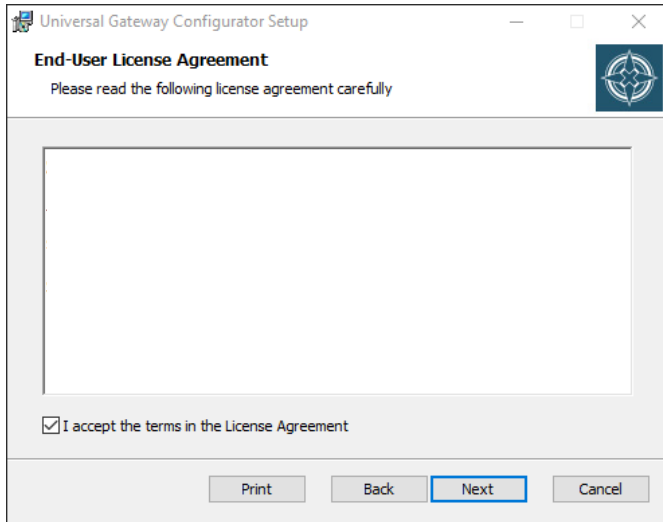 Universal Gateway Configurator Setup
End-User License Agreement
Please read the following license agreement carefully
I accept the terms in the License Agreement
Print Back Next Cancel